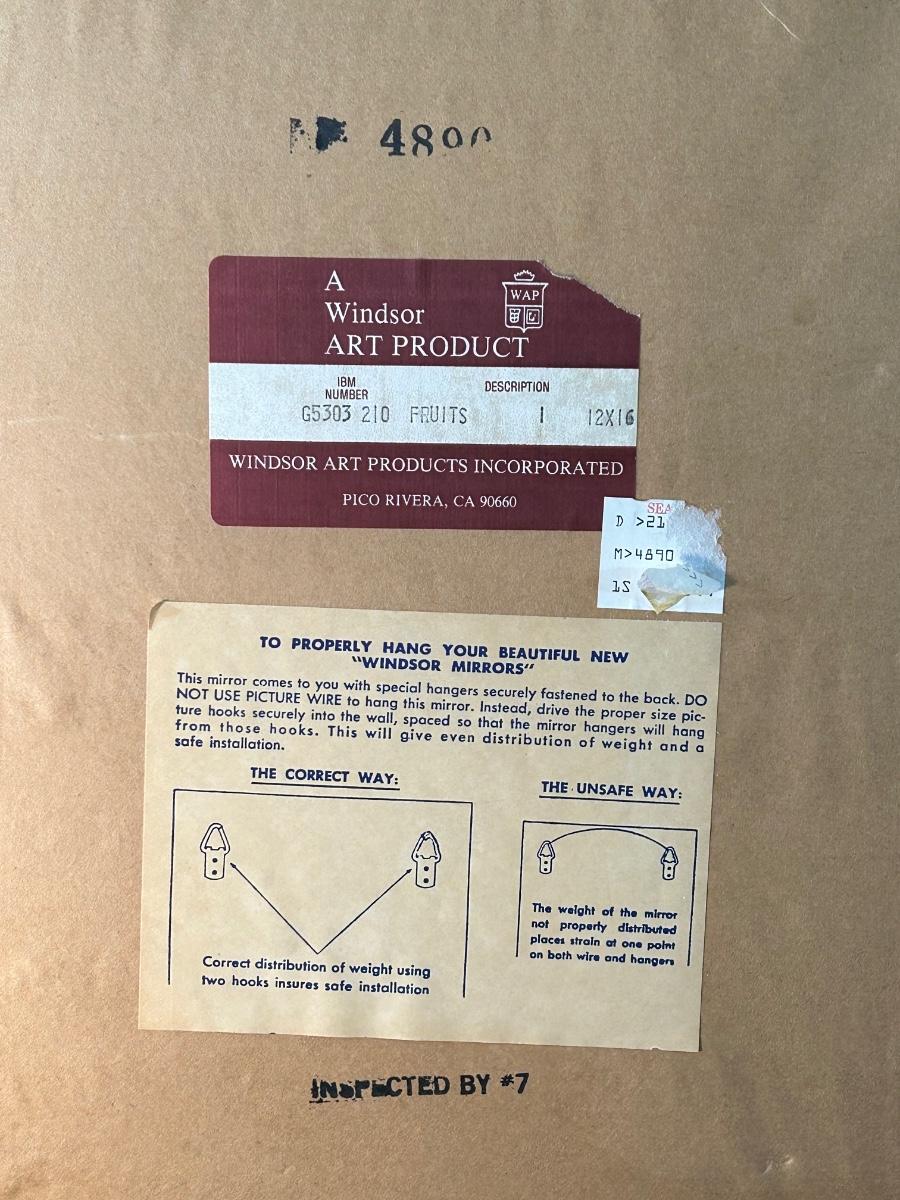 4890
A
Windsor
ART PRODUCT
WAP
IBM
NUMBER
DESCRIPTION
G5303 210 FRUITS 1 12X16
WINDSOR ART PRODUCTS INCORPORATED
PICO RIVERA, CA 90660
SEA
D >21
M>4890
1S
TO PROPERLY HANG YOUR BEAUTIFUL NEW
"WINDSOR MIRRORS"
This mirror comes to you with special hangers securely fastened to the back. DO
NOT USE PICTURE WIRE to hang this mirror. Instead, drive the proper size pic-
ture hooks securely into the wall, spaced so that the mirror hangers will hang
from those hooks. This will give even distribution of weight and a
safe installation.
THE CORRECT WAY:
Correct distribution of weight using
two hooks insures safe installation
THE UNSAFE WAY:
The weight of the mirror
not properly distributed
places strain at one point
on both wire and hangers
INSPECTED BY #7